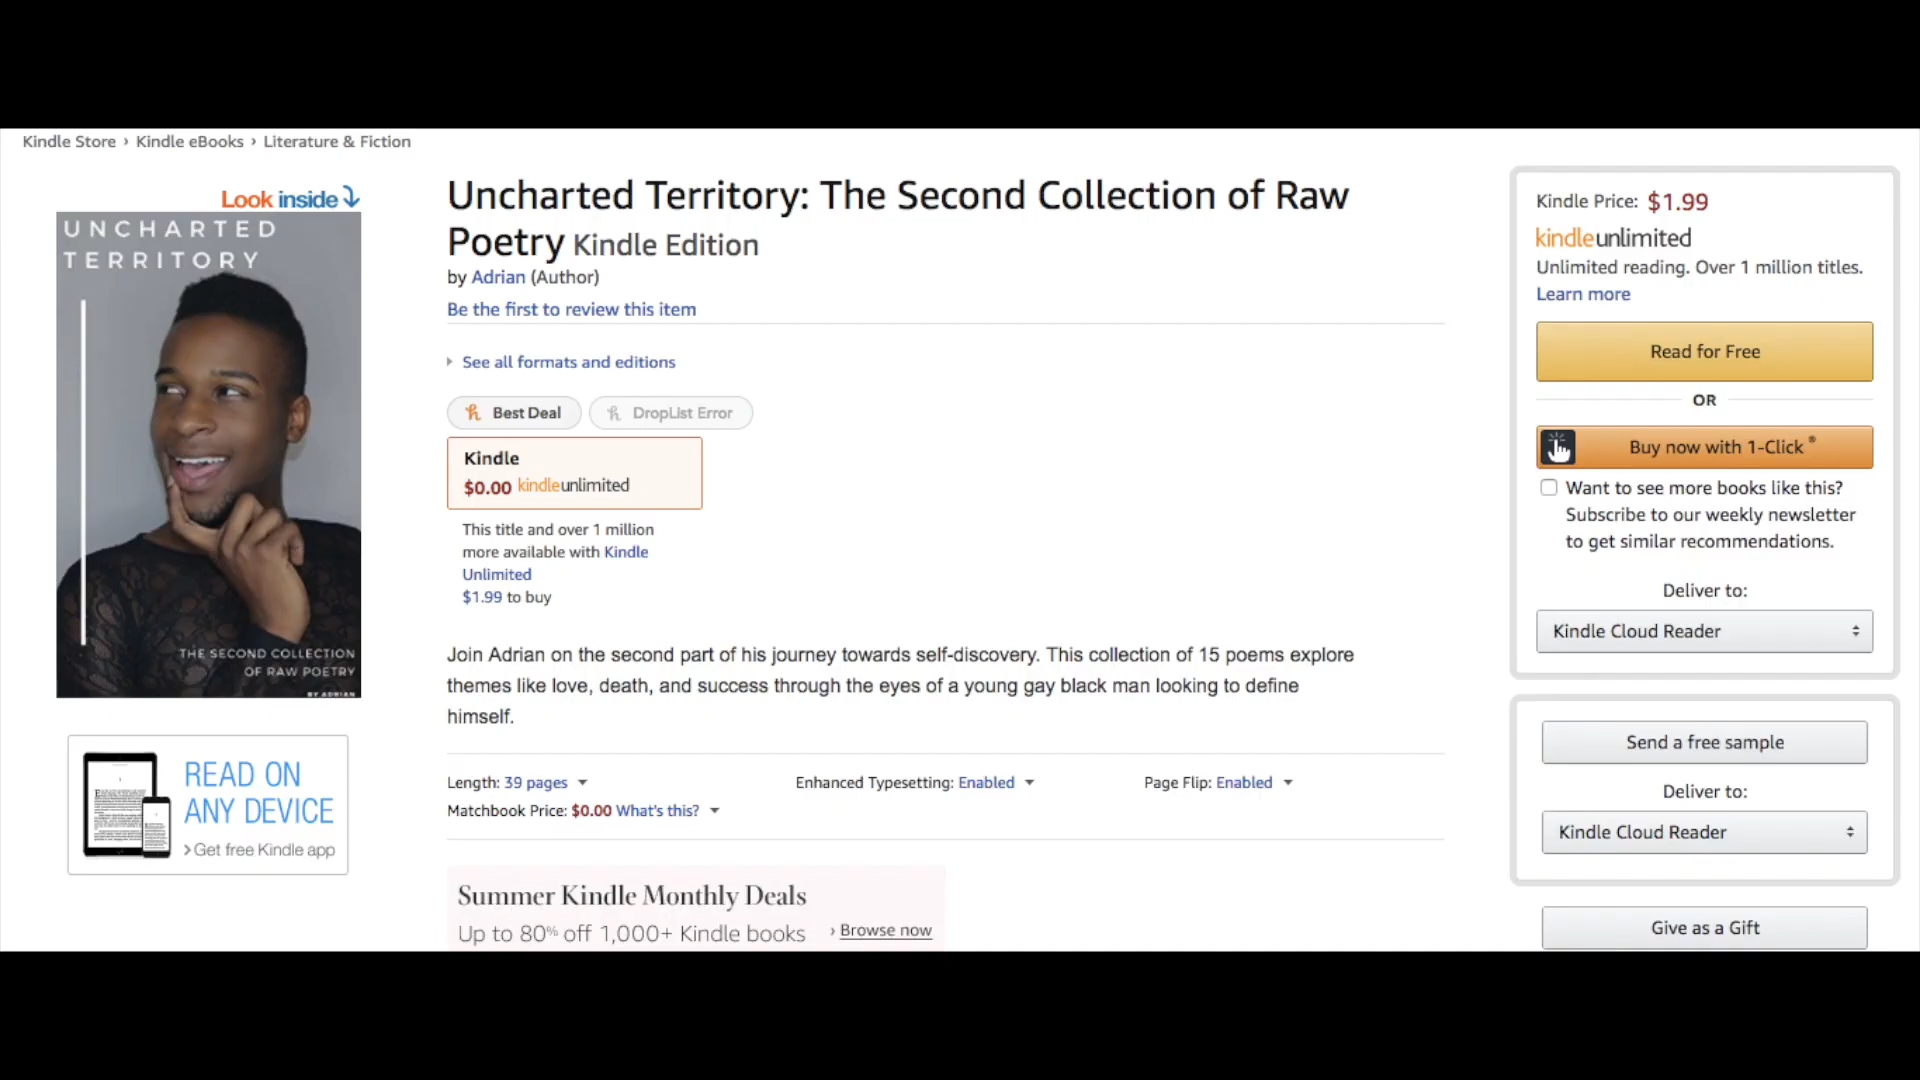 Kindle Store › Kindle eBooks › Literature & Fiction
Look inside
UNCHARTED
TERRITORY
THE SECOND COLLECTION
OF RAW POETRY
BY ADRIAN
READ ON
ANY DEVICE
›Get free Kindle app
Uncharted Territory: The Second Collection of Raw
Poetry Kindle Edition
by Adrian (Author)
Be the first to review this item
See all formats and editions
Best Deal
DropList Error
Kindle
$0.00 kindleunlimited
This title and over 1 million
more available with Kindle
Unlimited
$1.99 to buy
Join Adrian on the second part of his journey towards self-discovery. This collection of 15 poems explore
themes like love, death, and success through the eyes of a young gay black man looking to define
himself.
Length: 39 pages
Enhanced Typesetting: Enabled
Page Flip: Enabled
Matchbook Price: $0.00 What's this?
Summer Kindle Monthly Deals
Up to 80% off 1,000+ Kindle books
› Browse now
Kindle Price: $1.99
kindleunlimited
Unlimited reading. Over 1 million titles.
Learn more
Read for Free
OR
Buy now with 1-Click ®
Want to see more books like this?
Subscribe to our weekly newsletter
to get similar recommendations.
Deliver to:
Kindle Cloud Reader
Send a free sample
Deliver to:
Kindle Cloud Reader
Give as a Gift